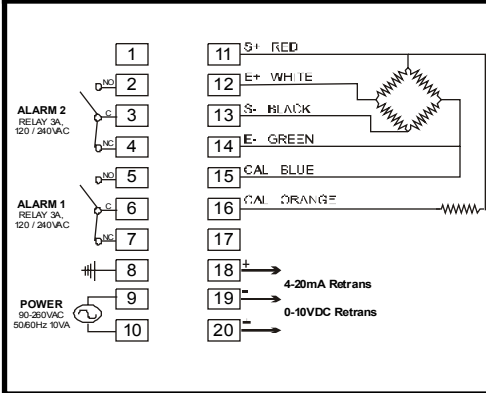 1
NO 2
ALARM 2
RELAY 3A,
120 / 240VAC
C 3
NC 4
NO 5
ALARM 1
RELAY 3A,
120 / 240VAC
C 6
NC 7
8
POWER
90-260VAC
50/60Hz 10VA
9
10
11 S+ RED
12 E+ WHITE
13 S- BLACK
14 E- GREEN
15 CAL BLUE
16 CAL ORANGE
17
18 +
4-20mA Retrans
19 -
0-10VDC Retrans
20